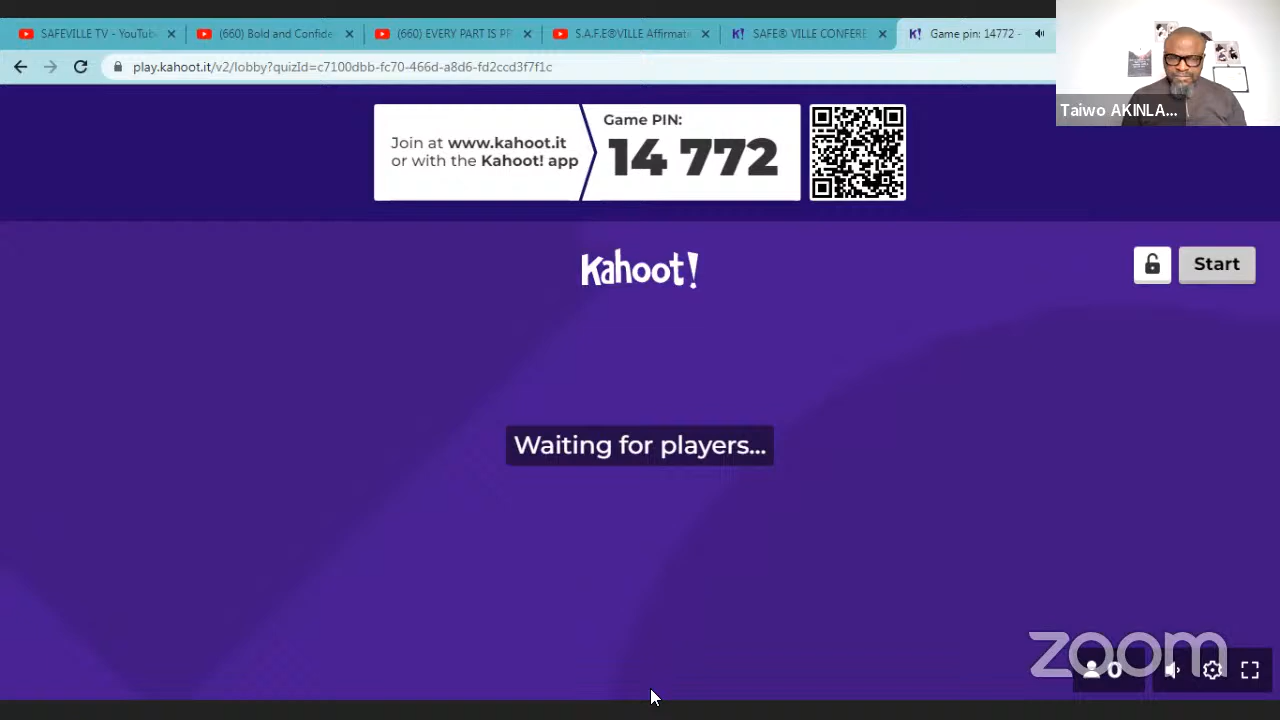 SAFEVILLE TV - YouTub
(660) Bold and Confide
(660) EVERY PART IS PR
S.A.F.E®VILLE Affirmati
SAFE® VILLE CONFERE
Game pin: 14772 -
play.kahoot.it/v2/lobby?quizId=c7100dbb-fc70-466d-a8d6-fd2ccd3f7f1c
Taiwo AKINLA...
Join at www.kahoot.it
or with the Kahoot! app
Game PIN:
14 772
Kahoot!
Start
Waiting for players...
zoom
0